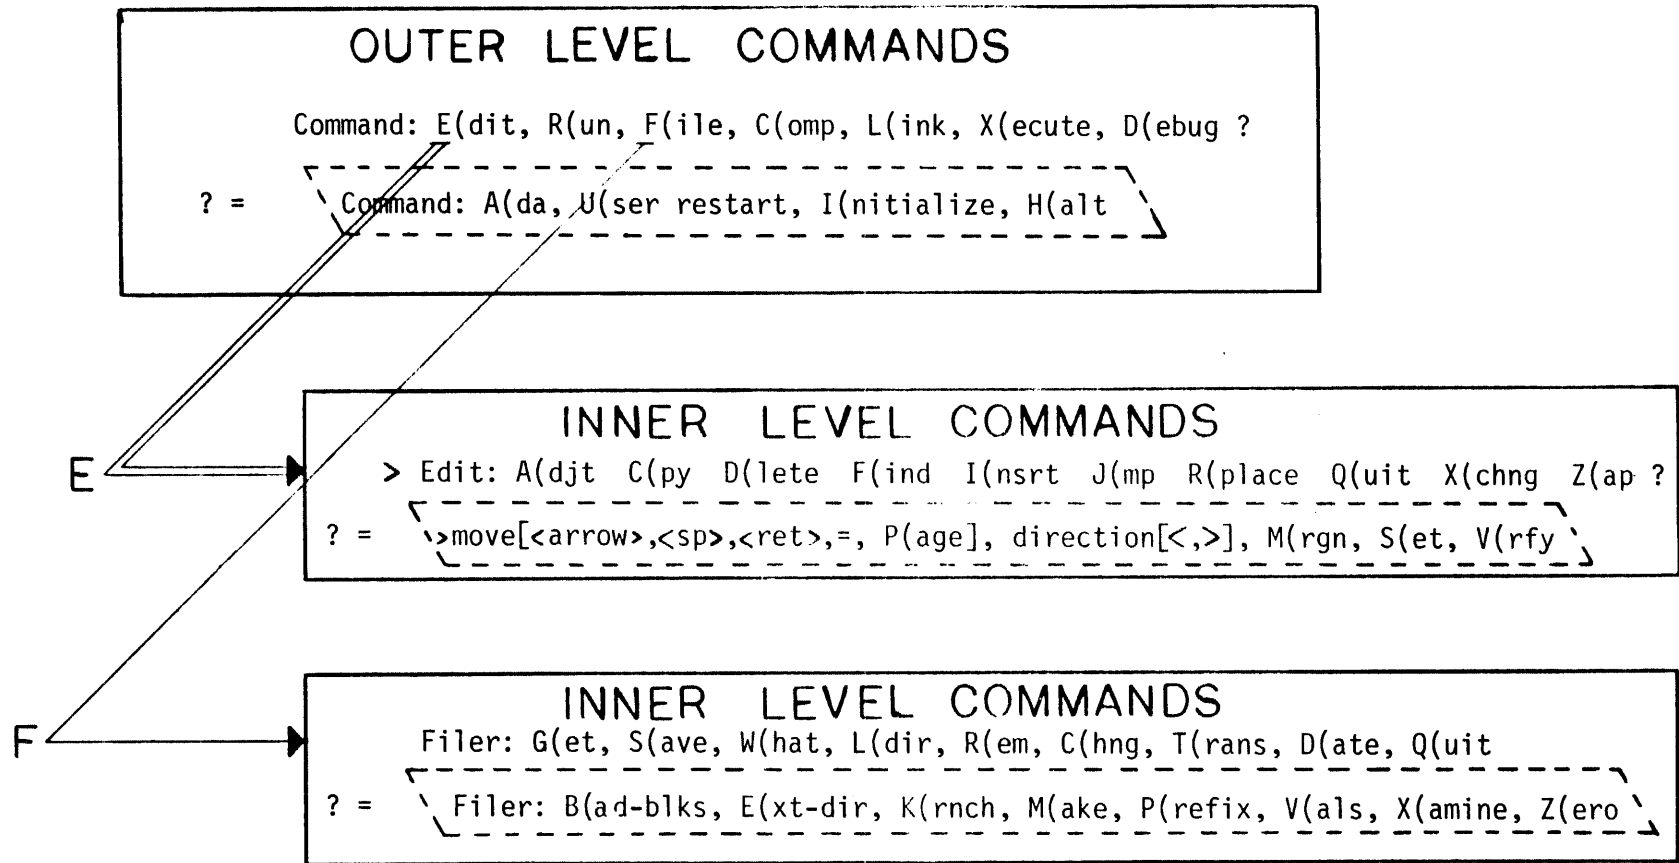 OUTER LEVEL COMMANDS
Command: E(dit, R(un, F(ile, C(omp, L(ink, X(ecute, D(ebug ?
? = Command: A(da, U(ser restart, I(nitialize, H(alt
INNER LEVEL COMMANDS
E > Edit: A(djt C(py D(lete F(ind I(nsrt J(mp R(place Q(uit X(chng Z(ap ?
? = >move[<arrow>,<sp>,<ret>,=, P(age], direction[<,>], M(rgn, S(et, V(rfy
INNER LEVEL COMMANDS
F Filer: G(et, S(ave, W(hat, L(dir, R(em, C(hng, T(rans, D(ate, Q(uit
? = Filer: B(ad-blks, E(xt-dir, K(rnch, M(ake, P(refix, V(als, X(amine, Z(ero